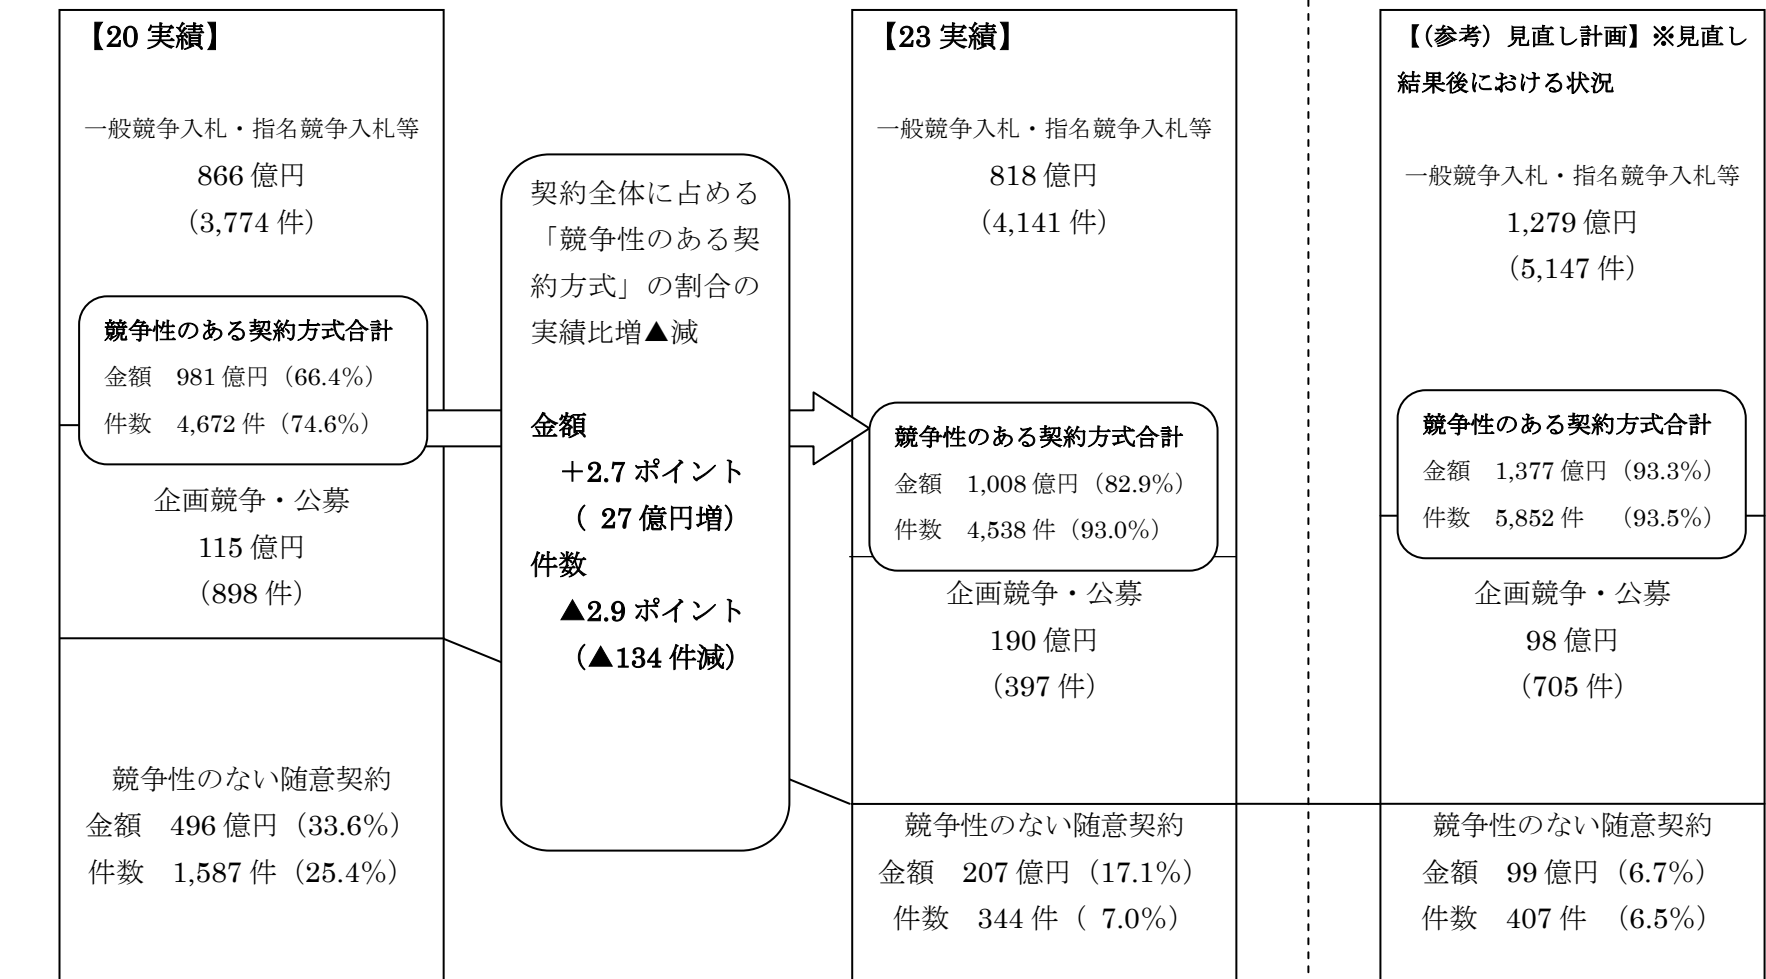 【20 実績】
一般競争入札・指名競争入札等
866 億円
（3,774 件）
競争性のある契約方式合計
金額　981 億円（66.4％）
件数　4,672 件（74.6％）
企画競争・公募
115 億円
（898 件）
競争性のない随意契約
金額　496 億円（33.6％）
件数　1,587 件（25.4％）
契約全体に占める
「競争性のある契
約方式」の割合の
実績比増▲減
金額
＋2.7 ポイント
（ 27 億円増）
件数
▲2.9 ポイント
（▲134 件減）
【23 実績】
一般競争入札・指名競争入札等
818 億円
（4,141 件）
競争性のある契約方式合計
金額　1,008 億円（82.9％）
件数　4,538 件（93.0％）
企画競争・公募
190 億円
（397 件）
競争性のない随意契約
金額　207 億円（17.1％）
件数　344 件（ 7.0％）
【（参考）見直し計画】※見直し
結果後における状況
一般競争入札・指名競争入札等
1,279 億円
（5,147 件）
競争性のある契約方式合計
金額　1,377 億円（93.3％）
件数　5,852 件　（93.5％）
企画競争・公募
98 億円
（705 件）
競争性のない随意契約
金額　99 億円（6.7％）
件数　407 件　（6.5％）